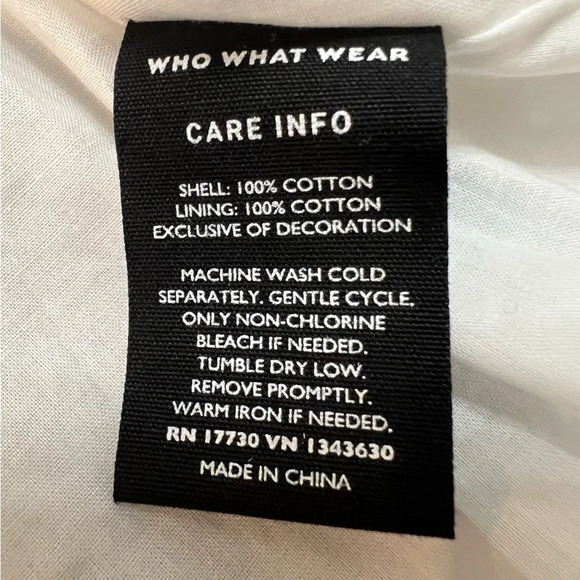 WHO WHAT WEAR
CARE INFO
SHELL: 100% COTTON
LINING: 100% COTTON
EXCLUSIVE OF DECORATION
MACHINE WASH COLD
SEPARATELY. GENTLE CYCLE.
ONLY NON-CHLORINE
BLEACH IF NEEDED.
TUMBLE DRY LOW.
REMOVE PROMPTLY.
WARM IRON IF NEEDED.
RN 17730 VN 1343630
MADE IN CHINA